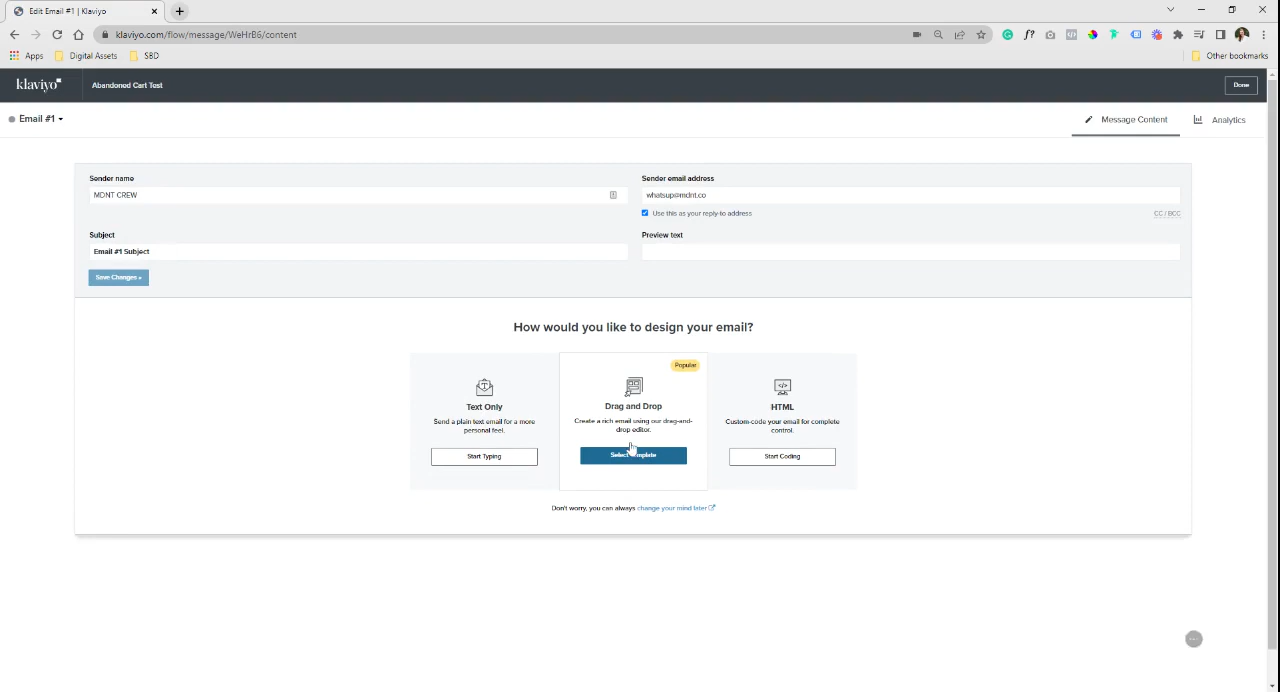 Edit Email #1 | Klaviyo
klaviyo.com/flow/message/WeHrB6/content
Apps Digital Assets SBD Other bookmarks
klaviyo Abandoned Cart Test Done
Email #1 Message Content Analytics
Sender name
MDNT CREW
Sender email address
whatsup@mdnt.co
Use this as your reply-to address CC / BCC
Subject
Email #1 Subject
Preview text
Save Changes »
How would you like to design your email?
Text Only
Send a plain text email for a more
personal feel.
Start Typing
Popular
Drag and Drop
Create a rich email using our drag-and-
drop editor.
Select Template
HTML
Custom-code your email for complete
control.
Start Coding
Don't worry, you can always change your mind later